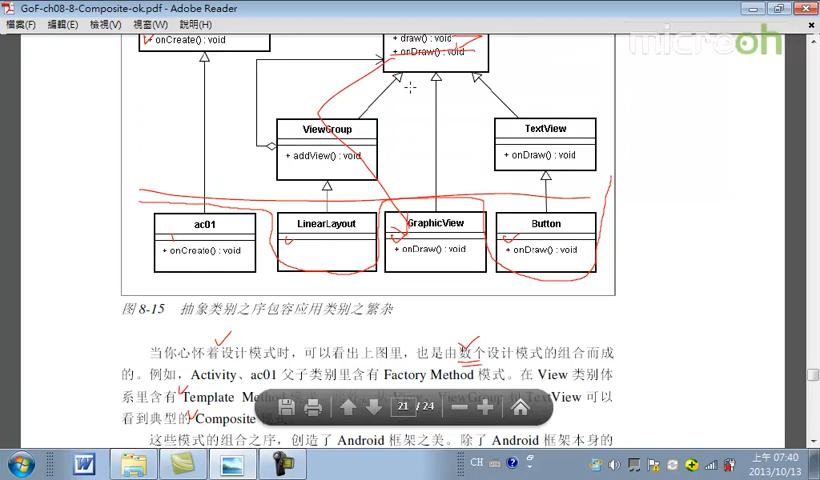 GoF-ch08-8-Composite-ok.pdf - Adobe Reader
檔案(F) 編輯(E) 檢視(V) 視窗(W) 說明(H)
microoh
+ onCreate() : void
+ draw() : void
+ onDraw() : void
ViewGroup
+ addView() : void
TextView
+ onDraw() : void
ac01
+ onCreate() : void
LinearLayout
GraphicView
+ onDraw() : void
Button
+ onDraw() : void
图 8-15 抽象类别之序包容应用类别之繁杂
当你心怀着设计模式时，可以看出上图里，也是由数个设计模式的组合而成
的。例如，Activity、ac01 父子类别里含有 Factory Method 模式。在 View 类别体
系里含有 Template Method TextView 可以
看到典型的 Composite
21 / 24
这些模式的组合之序，创造了 Android 框架之美。除了 Android 框架本身的
CH
上午 07:40
2013/10/13